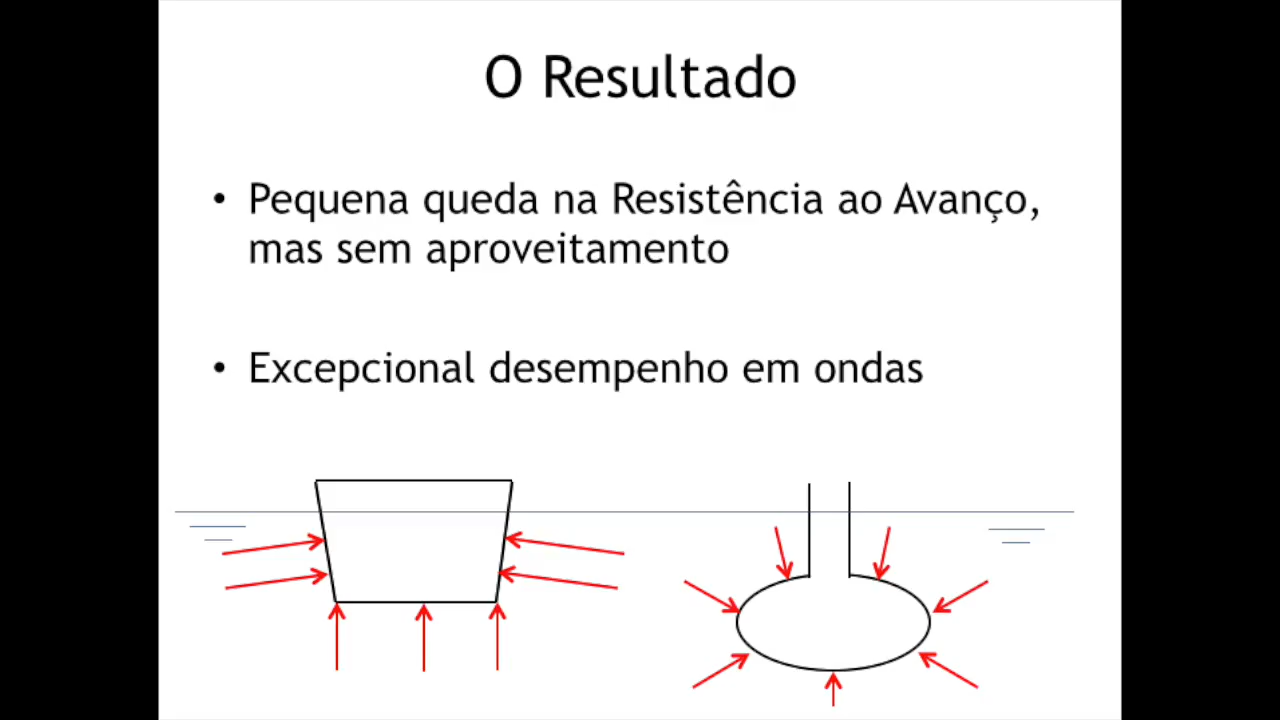 O Resultado
• Pequena queda na Resistência ao Avanço,
mas sem aproveitamento
• Excepcional desempenho em ondas